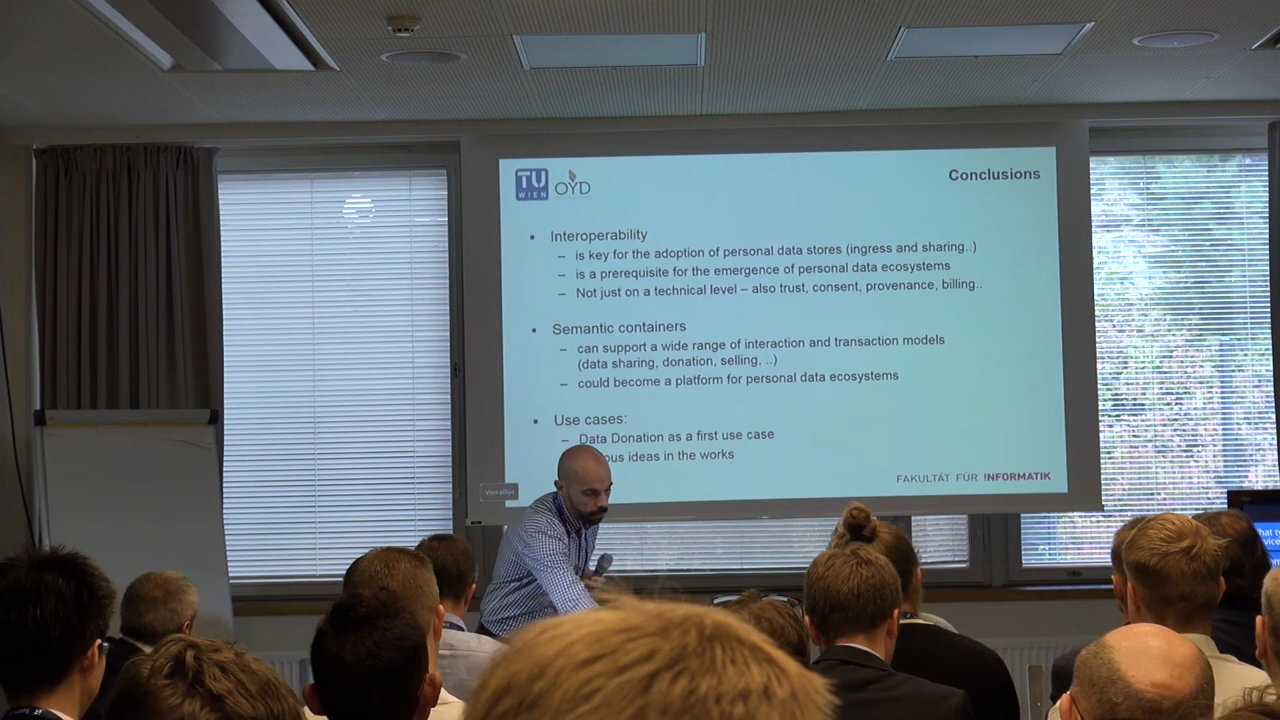 TU
WIEN
OYD
Conclusions
▪ Interoperability
– is key for the adoption of personal data stores (ingress and sharing..)
– is a prerequisite for the emergence of personal data ecosystems
– Not just on a technical level – also trust, consent, provenance, billing..
▪ Semantic containers
– can support a wide range of interaction and transaction models
(data sharing, donation, selling, ..)
– could become a platform for personal data ecosystems
▪ Use cases:
– Data Donation as a first use case
ideas in the works
FAKULTÄT FÜR !NFORMATIK